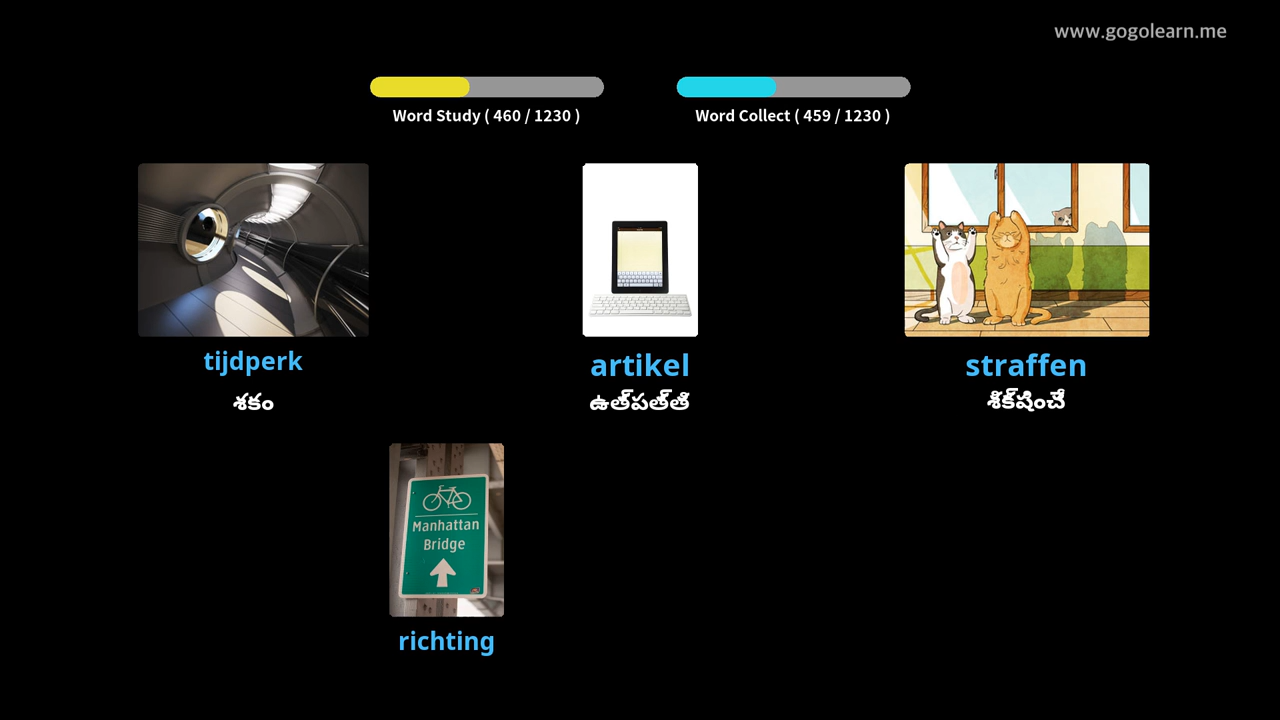 www.gogolearn.me
Word Study ( 460 / 1230 )
Word Collect ( 459 / 1230 )
tijdperk
artikel
straffen
శకం
ఉత్పత్తి
శిక్షించే
Manhattan
Bridge
richting